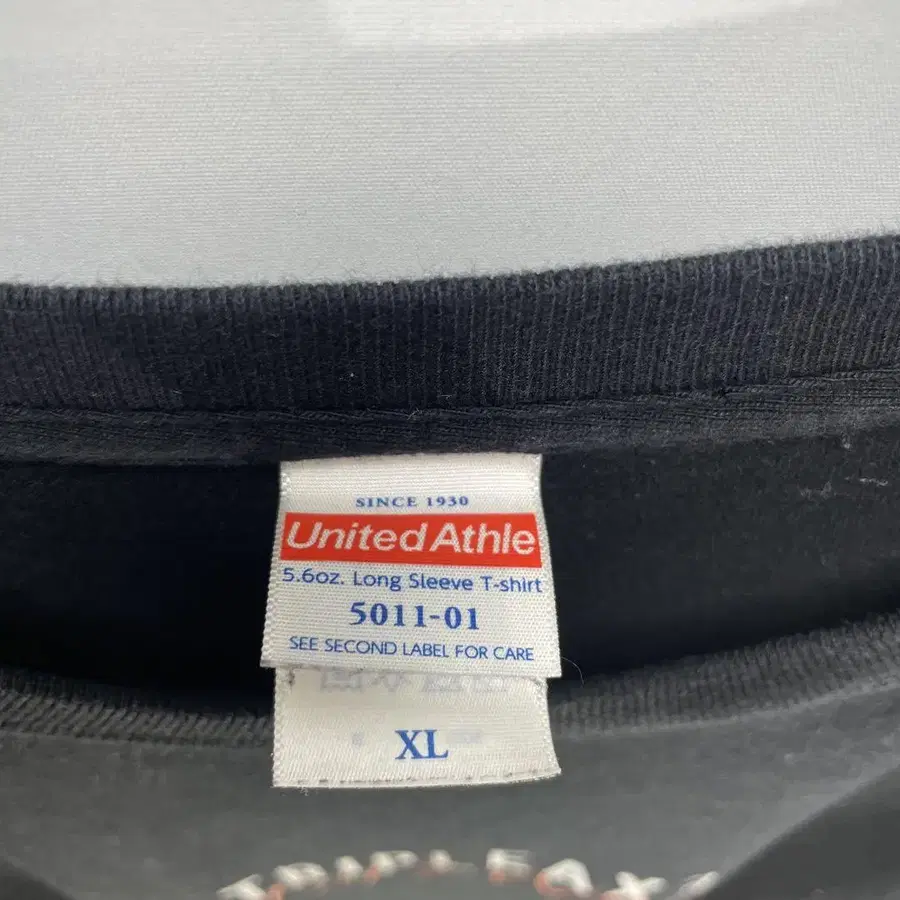 SINCE 1930
United Athle
5.6oz. Long Sleeve T-shirt
5011-01
SEE SECOND LABEL FOR CARE
XL